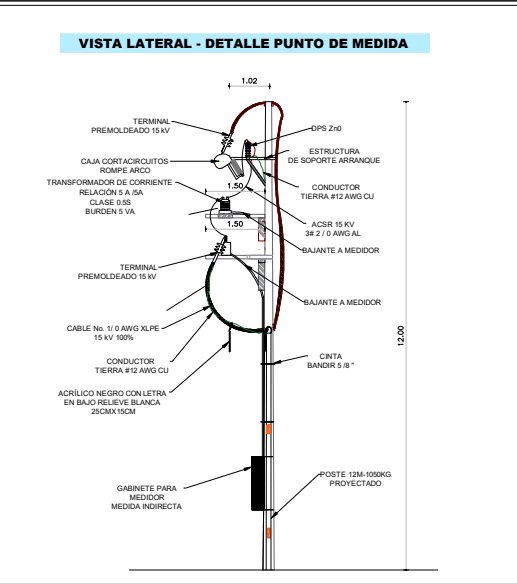 VISTA LATERAL - DETALLE PUNTO DE MEDIDA
1.02
TERMINAL
PREMOLDEADO 15 kV
DPS Zn0
CAJA CORTACIRCUITOS
ROMPE ARCO
ESTRUCTURA
DE SOPORTE ARRANQUE
TRANSFORMADOR DE CORRIENTE
RELACIÓN 5 A /5A
CLASE 0.5S
BURDEN 5 VA
1.50
CONDUCTOR
TIERRA #12 AWG CU
1.50
ACSR 15 KV
3# 2 / 0 AWG AL
BAJANTE A MEDIDOR
TERMINAL
PREMOLDEADO 15 kV
BAJANTE A MEDIDOR
CABLE No. 1/ 0 AWG XLPE
15 kV 100%
12.00
CONDUCTOR
TIERRA #12 AWG CU
CINTA
BANDIR 5 /8 "
ACRÍLICO NEGRO CON LETRA
EN BAJO RELIEVE BLANCA
25CMX15CM
GABINETE PARA
MEDIDOR
MEDIDA INDIRECTA
POSTE 12M-1050KG
PROYECTADO